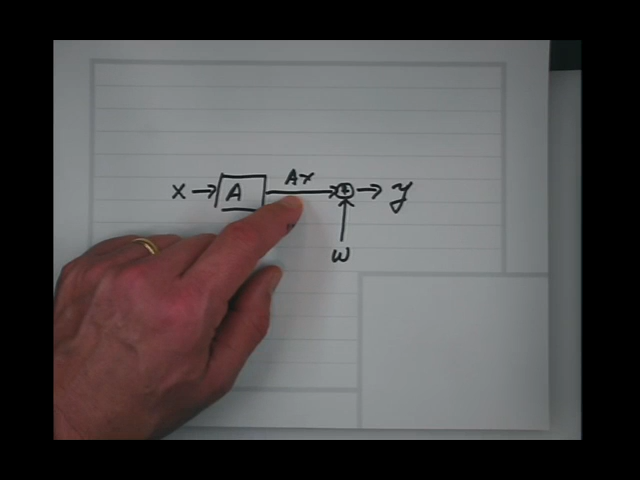 Ax
x → A → + → y
w